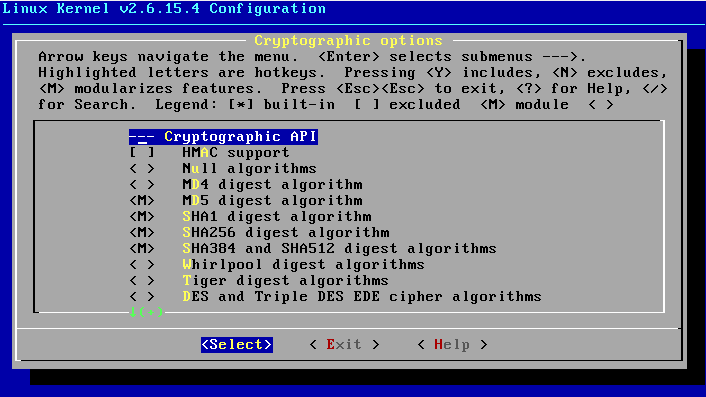 Linux Kernel v2.6.15.4 Configuration
Cryptographic options
Arrow keys navigate the menu.  <Enter> selects submenus --->.
Highlighted letters are hotkeys.  Pressing <Y> includes, <N> excludes,
<M> modularizes features.  Press <Esc><Esc> to exit, <?> for Help, </>
for Search.  Legend: [*] built-in  [ ] excluded  <M> module  < >
--- Cryptographic API
[ ]   HMAC support
< >   Null algorithms
< >   MD4 digest algorithm
<M>   MD5 digest algorithm
<M>   SHA1 digest algorithm
<M>   SHA256 digest algorithm
<M>   SHA384 and SHA512 digest algorithms
< >   Whirlpool digest algorithms
< >   Tiger digest algorithms
< >   DES and Triple DES EDE cipher algorithms
↓(+)
<Select>    < Exit >    < Help >